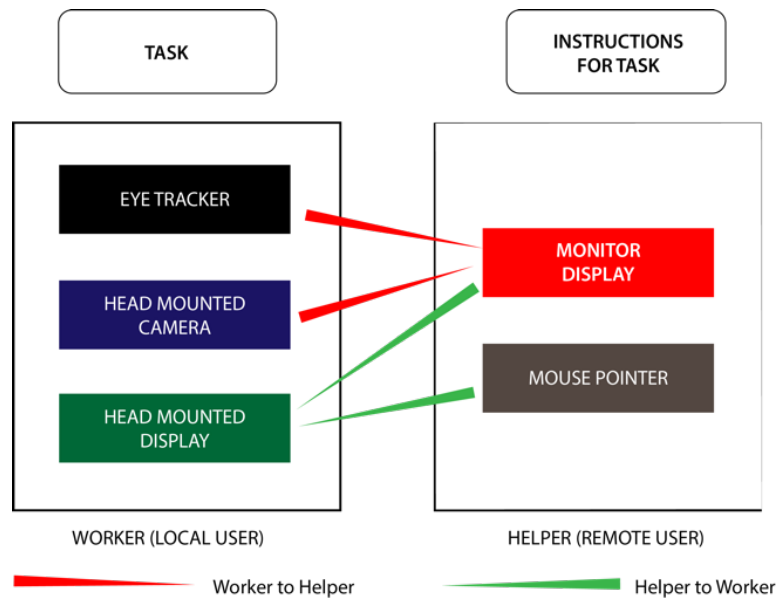 TASK
INSTRUCTIONS
FOR TASK
EYE TRACKER
HEAD MOUNTED
CAMERA
HEAD MOUNTED
DISPLAY
MONITOR
DISPLAY
MOUSE POINTER
WORKER (LOCAL USER)
HELPER (REMOTE USER)
Worker to Helper
Helper to Worker